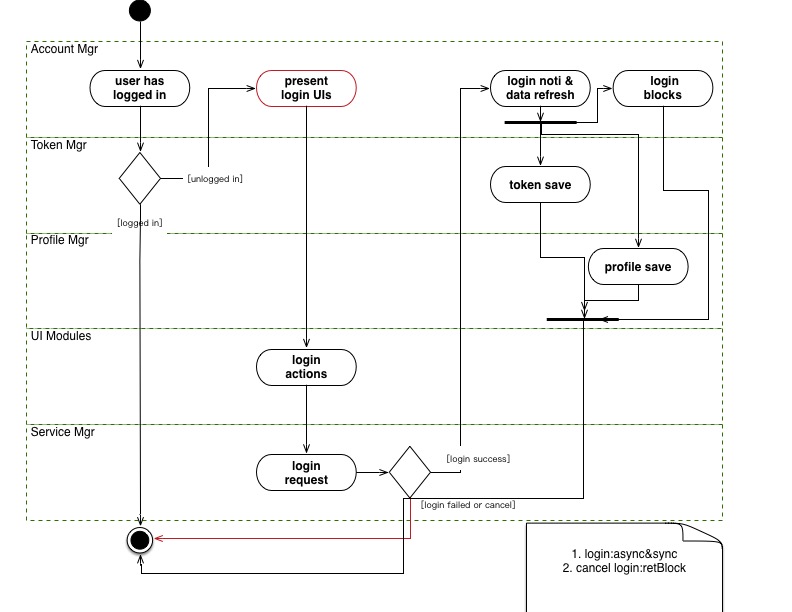 Account Mgr
user has
logged in
present
login UIs
login noti &
data refresh
login
blocks
Token Mgr
[unlogged in]
token save
[logged in]
Profile Mgr
profile save
UI Modules
login
actions
Service Mgr
login
request
[login success]
[login failed or cancel]
1. login:async&sync
2. cancel login:retBlock